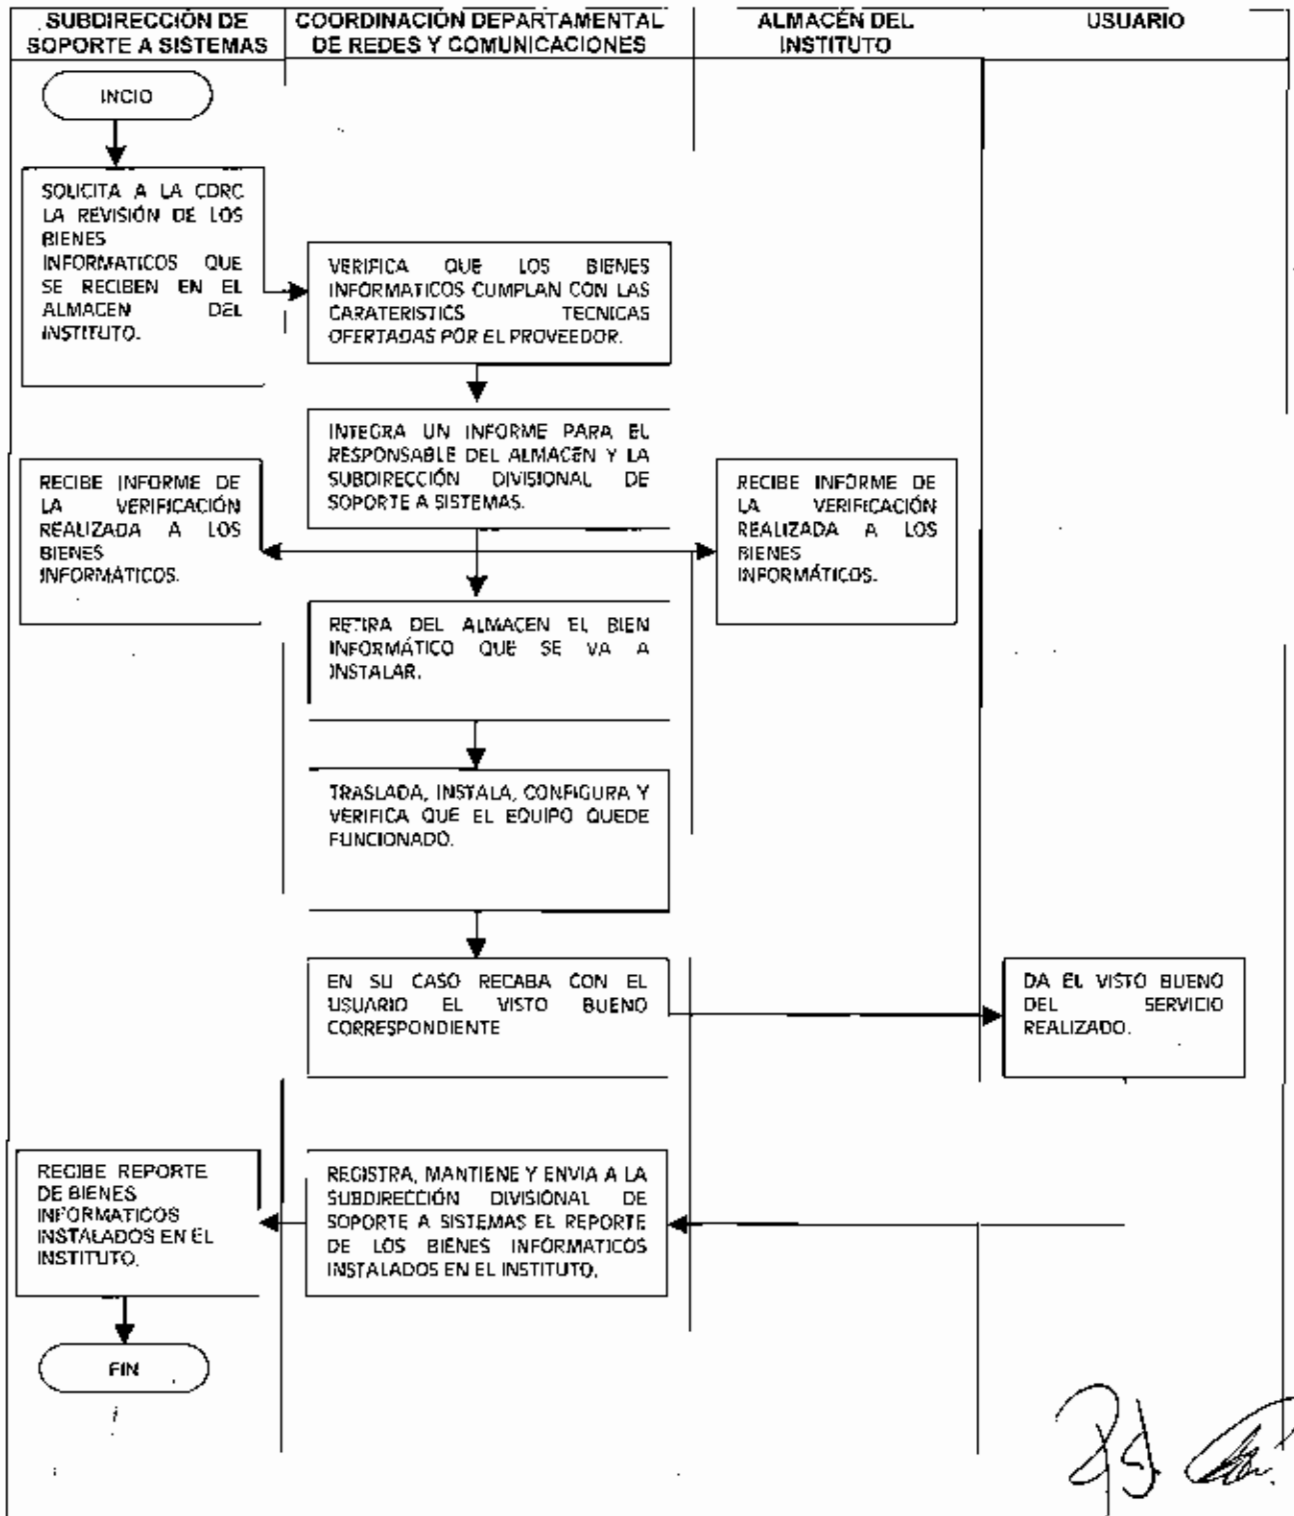 SUBDIRECCIÓN DE
SOPORTE A SISTEMAS
COORDINACIÓN DEPARTAMENTAL
DE REDES Y COMUNICACIONES
ALMACÉN DEL
INSTITUTO
USUARIO
INCIO
SOLICITA A LA CDRC
LA REVISIÓN DE LOS
BIENES
INFORMATICOS QUE
SE RECIBEN EN EL
ALMACEN DEL
INSTITUTO.
VERIFICA QUE LOS BIENES
INFORMATICOS CUMPLAN CON LAS
CARATERISTICS TECNICAS
OFERTADAS POR EL PROVEEDOR.
INTEGRA UN INFORME PARA EL
RESPONSABLE DEL ALMACÉN Y LA
SUBDIRECCIÓN DIVISIONAL DE
SOPORTE A SISTEMAS.
RECIBE INFORME DE
LA VERIFICACIÓN
REALIZADA A LOS
BIENES
INFORMÁTICOS.
RECIBE INFORME DE
LA VERIFICACIÓN
REALIZADA A LOS
BIENES
INFORMÁTICOS.
RETIRA DEL ALMACEN EL BIEN
INFORMÁTICO QUE SE VA A
INSTALAR.
TRASLADA, INSTALA, CONFIGURA Y
VERIFICA QUE EL EQUIPO QUEDE
FUNCIONADO.
EN SU CASO RECABA CON EL
USUARIO EL VISTO BUENO
CORRESPONDIENTE
DA EL VISTO BUENO
DEL SERVICIO
REALIZADO.
REGISTRA, MANTIENE Y ENVIA A LA
SUBDIRECCIÓN DIVISIONAL DE
SOPORTE A SISTEMAS EL REPORTE
DE LOS BIENES INFORMATICOS
INSTALADOS EN EL INSTITUTO.
RECIBE REPORTE
DE BIENES
INFORMATICOS
INSTALADOS EN EL
INSTITUTO.
FIN